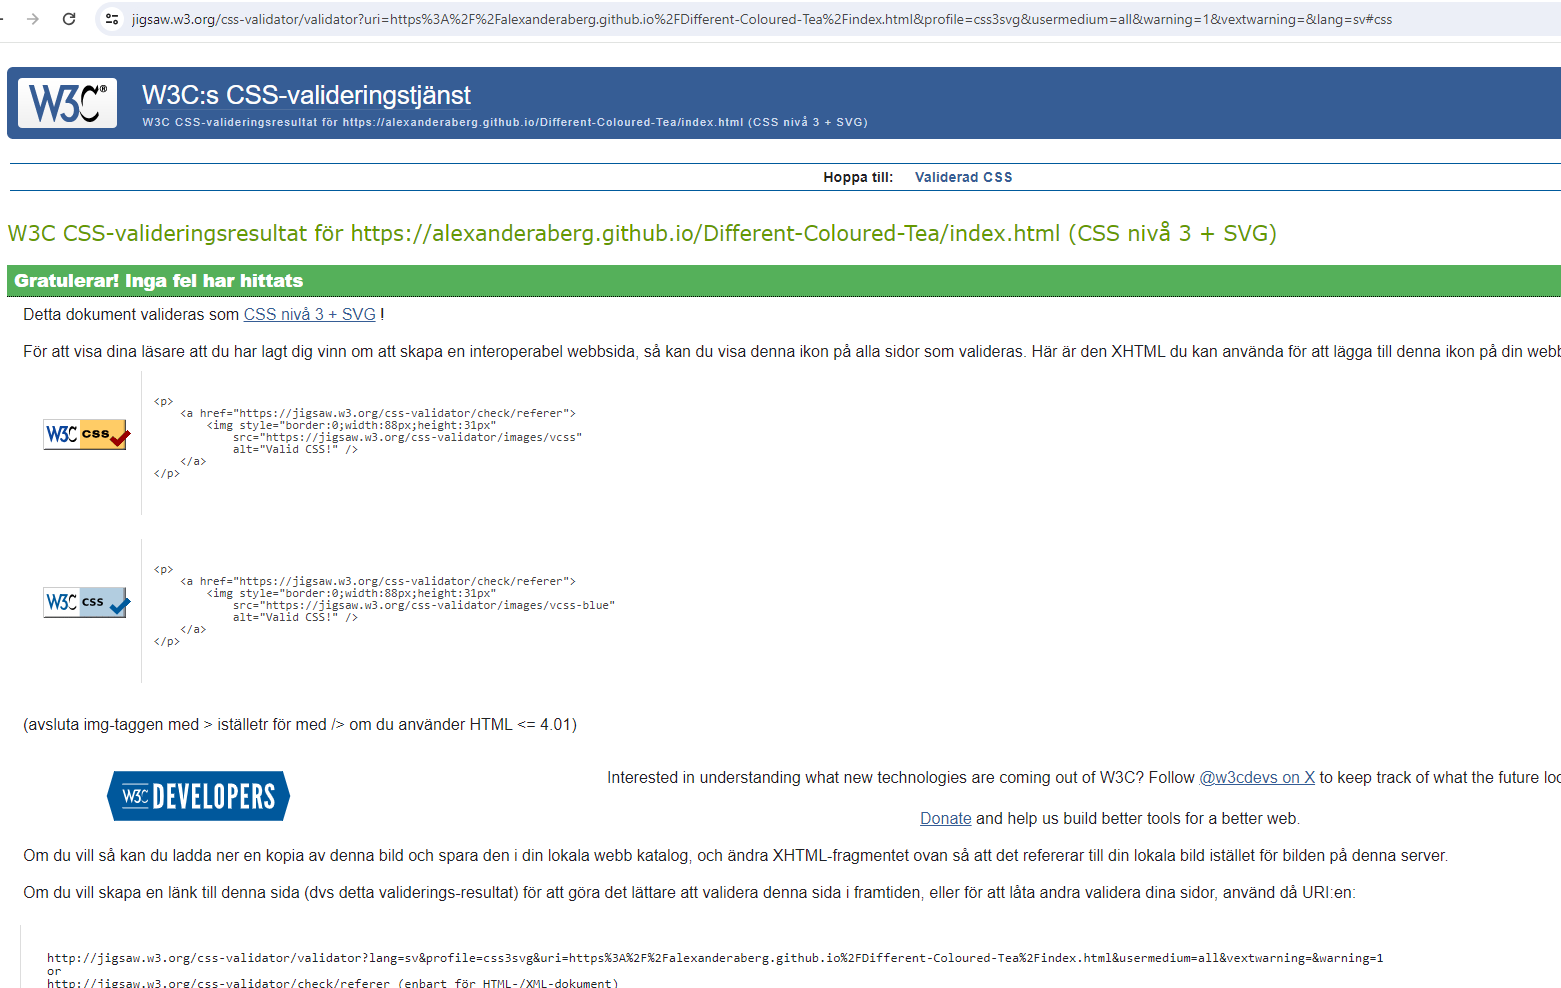 jigsaw.w3.org/css-validator/validator?uri=https%3A%2F%2Falexanderaberg.github.io%2FDifferent-Coloured-Tea%2Findex.html&profile=css3svg&usermedium=all&warning=1&vextwarning=&lang=sv#css
W3C® W3C:s CSS-valideringstjänst
W3C CSS-valideringsresultat för https://alexanderaberg.github.io/Different-Coloured-Tea/index.html (CSS nivå 3 + SVG)
Hoppa till: Validerad CSS
W3C CSS-valideringsresultat för https://alexanderaberg.github.io/Different-Coloured-Tea/index.html (CSS nivå 3 + SVG)
Gratulerar! Inga fel har hittats
Detta dokument valideras som CSS nivå 3 + SVG !
För att visa dina läsare att du har lagt dig vinn om att skapa en interoperabel webbsida, så kan du visa denna ikon på alla sidor som valideras. Här är den XHTML du kan använda för att lägga till denna ikon på din webb
<p>
<a href="https://jigsaw.w3.org/css-validator/check/referer">
<img style="border:0;width:88px;height:31px"
W3C css
src="https://jigsaw.w3.org/css-validator/images/vcss"
alt="Valid CSS!" />
</a>
</p>
<p>
<a href="https://jigsaw.w3.org/css-validator/check/referer">
<img style="border:0;width:88px;height:31px"
W3C css
src="https://jigsaw.w3.org/css-validator/images/vcss-blue"
alt="Valid CSS!" />
</a>
</p>
(avsluta img-taggen med > iställetr för med /> om du använder HTML <= 4.01)
W3C DEVELOPERS
Interested in understanding what new technologies are coming out of W3C? Follow @w3cdevs on X to keep track of what the future loo
Donate and help us build better tools for a better web.
Om du vill så kan du ladda ner en kopia av denna bild och spara den i din lokala webb katalog, och ändra XHTML-fragmentet ovan så att det refererar till din lokala bild istället för bilden på denna server.
Om du vill skapa en länk till denna sida (dvs detta validerings-resultat) för att göra det lättare att validera denna sida i framtiden, eller för att låta andra validera dina sidor, använd då URI:en:
http://jigsaw.w3.org/css-validator/validator?lang=sv&profile=css3svg&uri=https%3A%2F%2Falexanderaberg.github.io%2FDifferent-Coloured-Tea%2Findex.html&usermedium=all&vextwarning=&warning=1
or
http://jigsaw.w3.org/css-validator/check/referer (enbart för HTML-/XML-dokument)